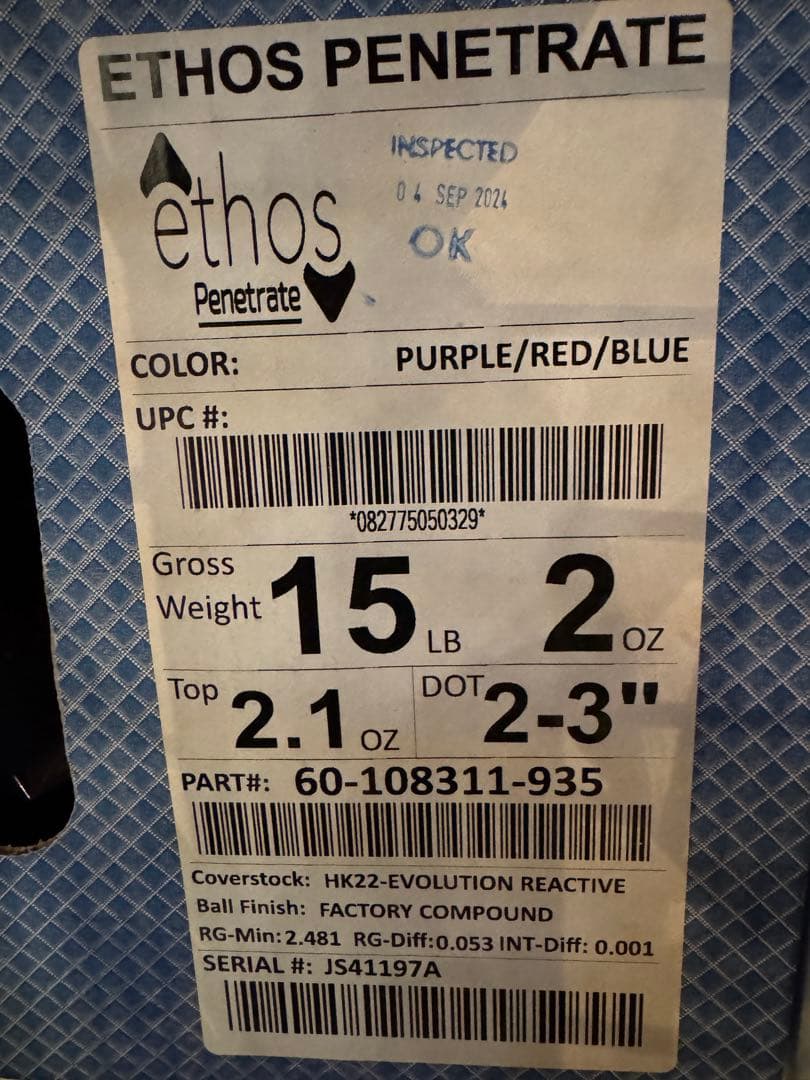 ETHOS PENETRATE
ethos
Penetrate
INSPECTED
04 SEP 2024
OK
COLOR: PURPLE/RED/BLUE
UPC #:
*082775050329*
Gross Weight 15 LB 2 OZ
Top 2.1 OZ DOT 2-3"
PART#: 60-108311-935
Coverstock: HK22-EVOLUTION REACTIVE
Ball Finish: FACTORY COMPOUND
RG-Min: 2.481 RG-Diff:0.053 INT-Diff: 0.001
SERIAL #: JS41197A